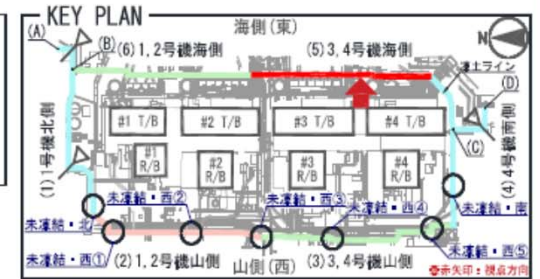 KEY PLAN
海側(東)
(A)
(B)
(6)1,2号機海側
(5)3,4号機海側
N
凍土ライン
(D)
#1 T/B
#2 T/B
#3 T/B
#4 T/B
(1)1号機北側
(C)
(4)4号機南側
#1
R/B
#2
R/B
#3
R/B
#4
R/B
未凍結・西②
未凍結・西③
未凍結・西④
未凍結・南
未凍結・北
未凍結・西①
(2)1,2号機山側
山側(西)
(3)3,4号機山側
未凍結・西⑤
※赤矢印:視点方向